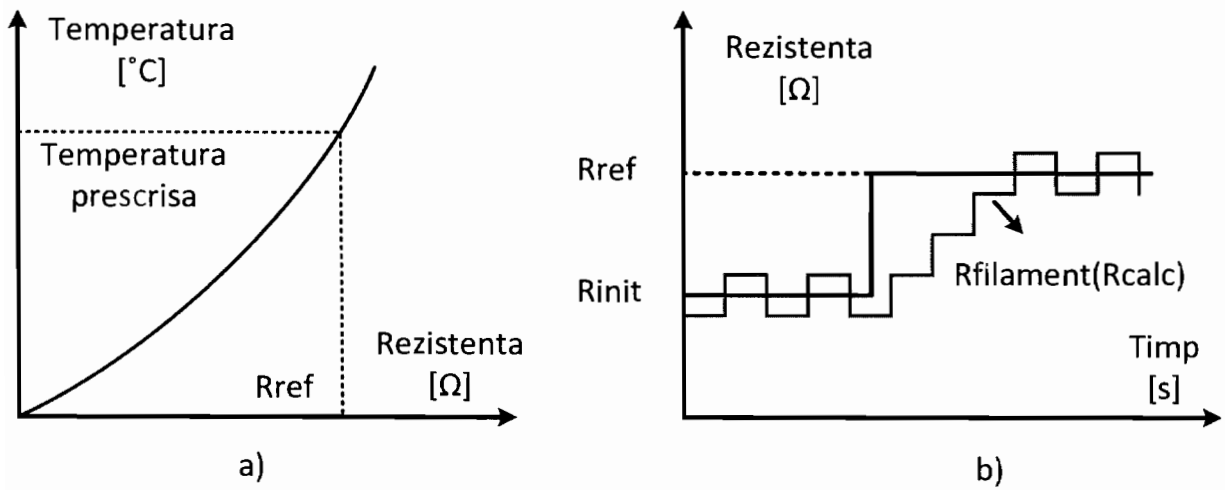 Temperatura
[˚C]
Temperatura
prescrisa
Rref
Rezistenta
[Ω]
a)
Rezistenta
[Ω]
Rref
Rinit
Rfilament(Rcalc)
Timp
[s]
b)